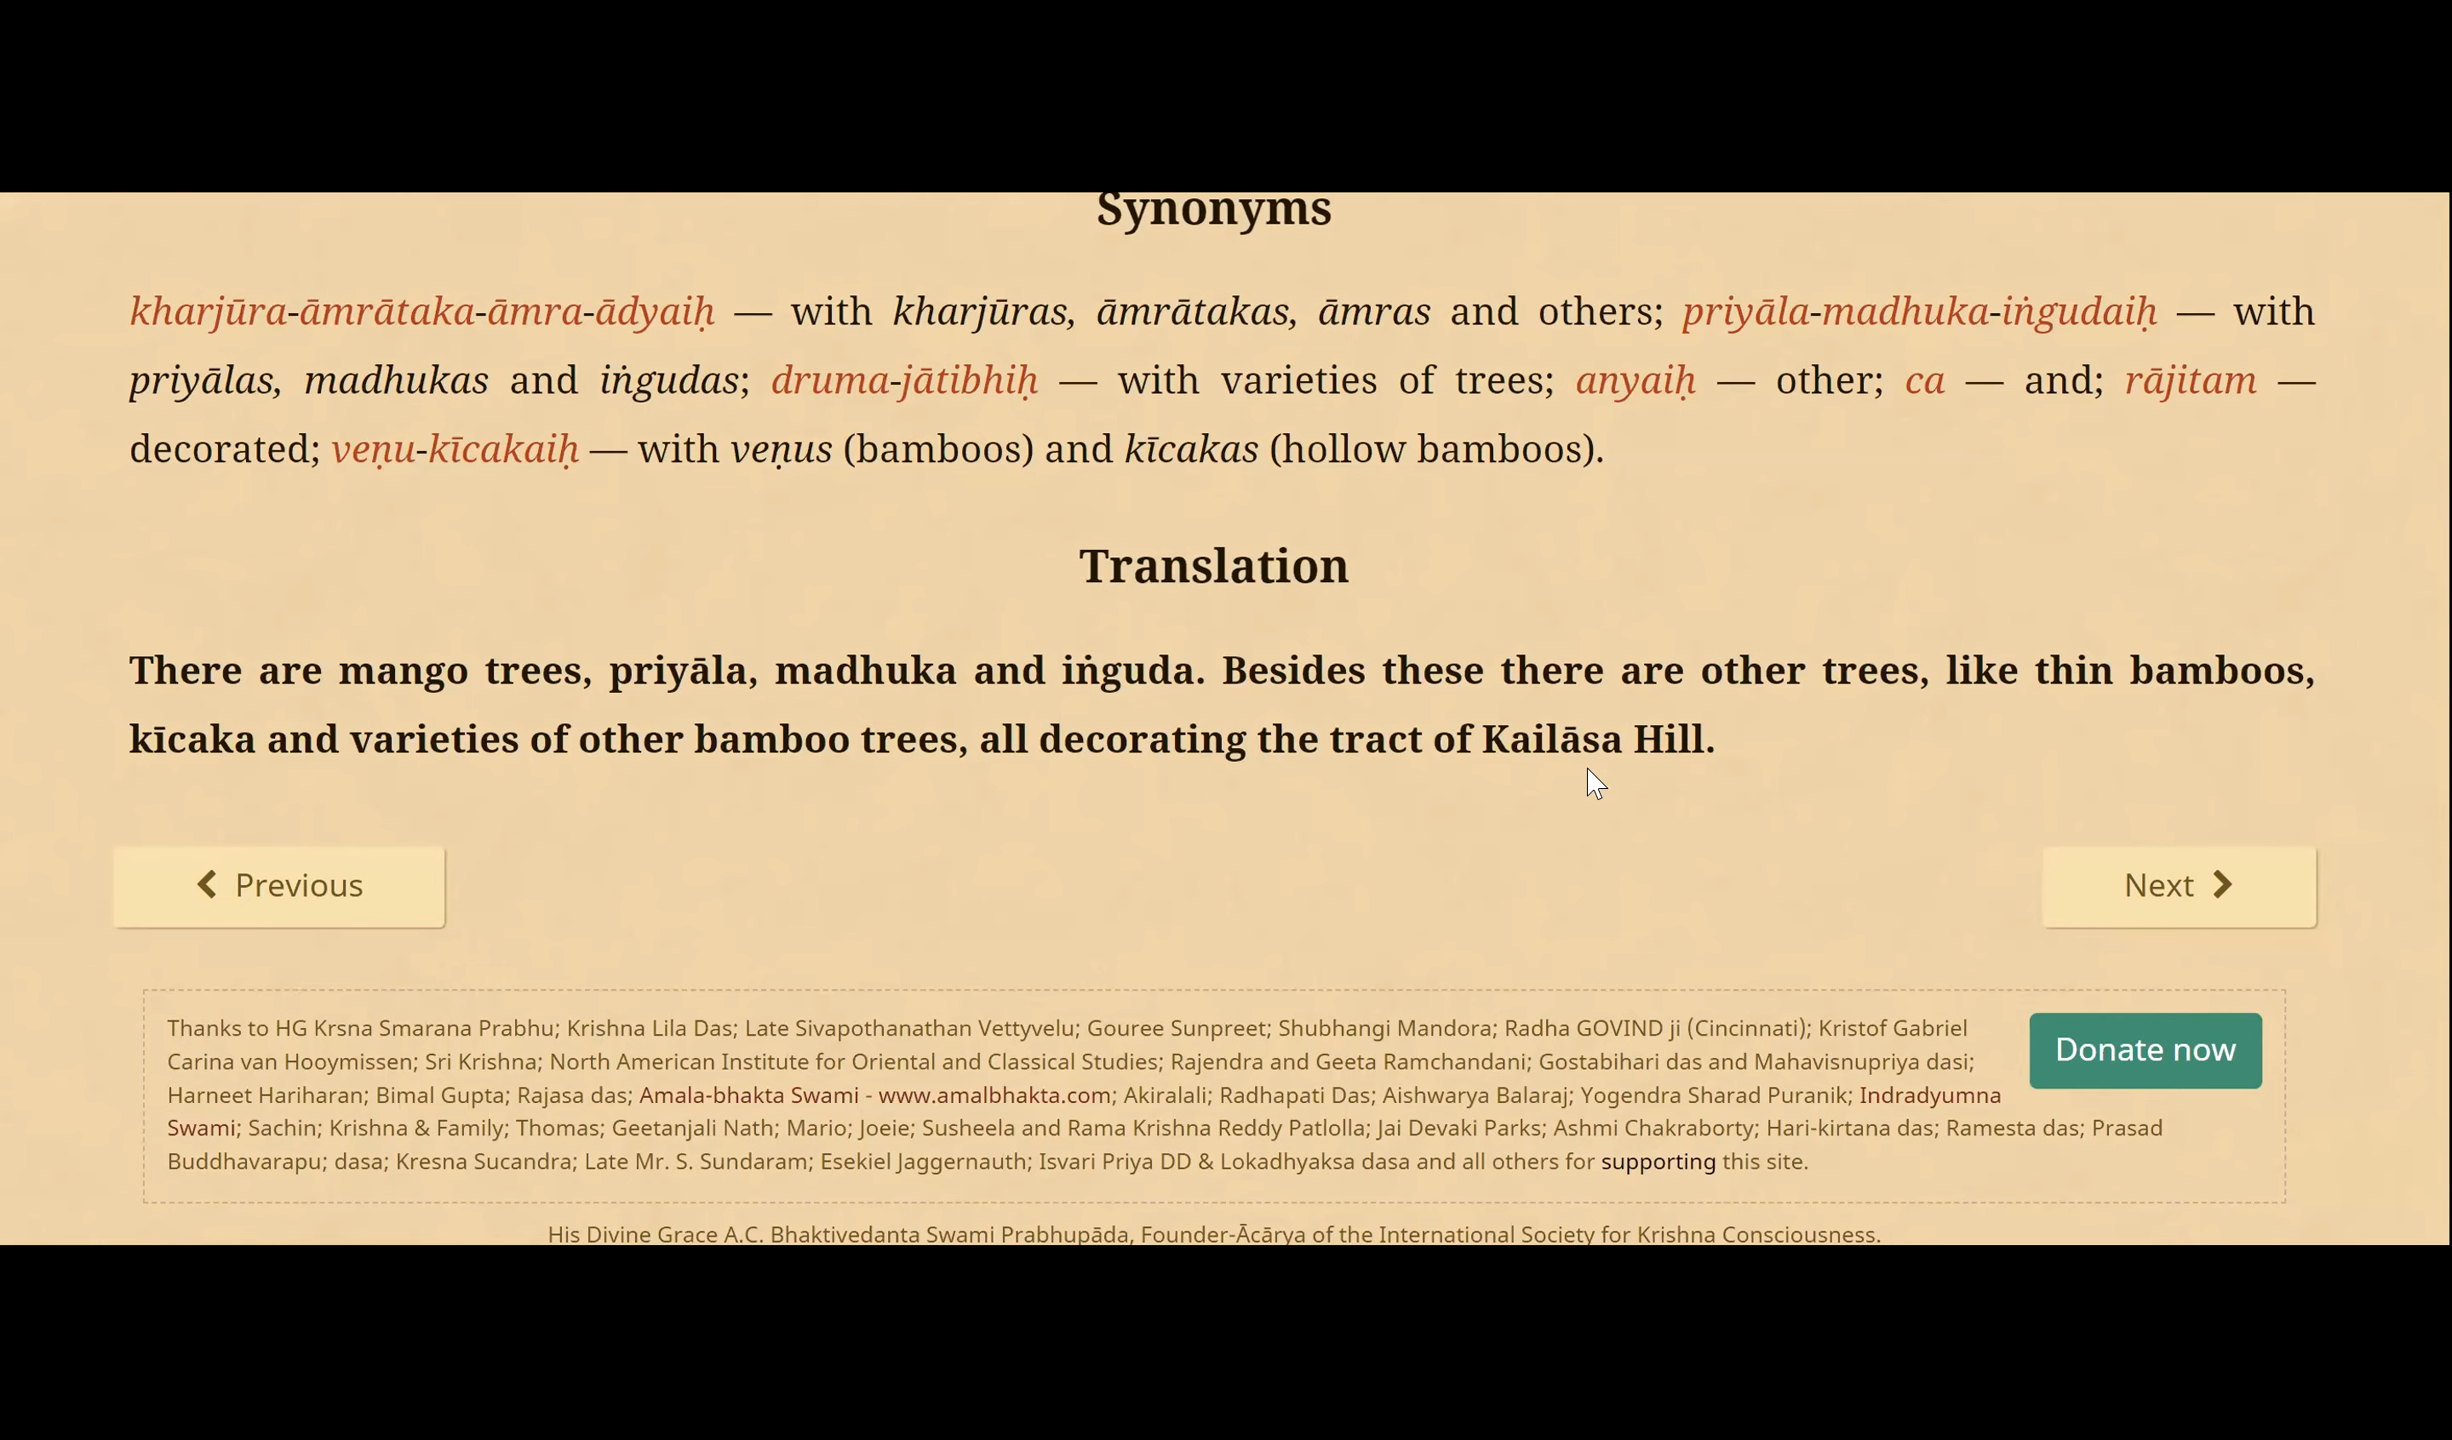 Synonyms
kharjūra-āmrātaka-āmra-ādyaiḥ — with kharjūras, āmrātakas, āmras and others; priyāla-madhuka-iṅgudaiḥ — with
priyālas, madhukas and iṅgudas; druma-jātibhiḥ — with varieties of trees; anyaiḥ — other; ca — and; rājitam —
decorated; veṇu-kīcakaiḥ — with veṇus (bamboos) and kīcakas (hollow bamboos).
Translation
There are mango trees, priyāla, madhuka and iṅguda. Besides these there are other trees, like thin bamboos,
kīcaka and varieties of other bamboo trees, all decorating the tract of Kailāsa Hill.
Previous
Next
Thanks to HG Krsna Smarana Prabhu; Krishna Lila Das; Late Sivapothanathan Vettyvelu; Gouree Sunpreet; Shubhangi Mandora; Radha GOVIND ji (Cincinnati); Kristof Gabriel
Carina van Hooymissen; Sri Krishna; North American Institute for Oriental and Classical Studies; Rajendra and Geeta Ramchandani; Gostabihari das and Mahavisnupriya dasi;
Harneet Hariharan; Bimal Gupta; Rajasa das; Amala-bhakta Swami - www.amalbhakta.com; Akiralali; Radhapati Das; Aishwarya Balaraj; Yogendra Sharad Puranik; Indradyumna
Swami; Sachin; Krishna & Family; Thomas; Geetanjali Nath; Mario; Joeie; Susheela and Rama Krishna Reddy Patlolla; Jai Devaki Parks; Ashmi Chakraborty; Hari-kirtana das; Ramesta das; Prasad
Buddhavarapu; dasa; Kresna Sucandra; Late Mr. S. Sundaram; Esekiel Jaggernauth; Isvari Priya DD & Lokadhyaksa dasa and all others for supporting this site.
Donate now
His Divine Grace A.C. Bhaktivedanta Swami Prabhupāda, Founder-Ācārya of the International Society for Krishna Consciousness.